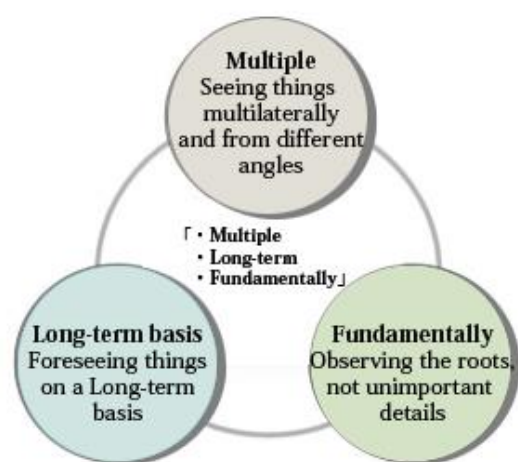 Multiple
Seeing things
multilaterally
and from different
angles
「・Multiple
・Long-term
・Fundamentally」
Long-term basis
Foreseeing things
on a Long-term
basis
Fundamentally
Observing the roots,
not unimportant
details